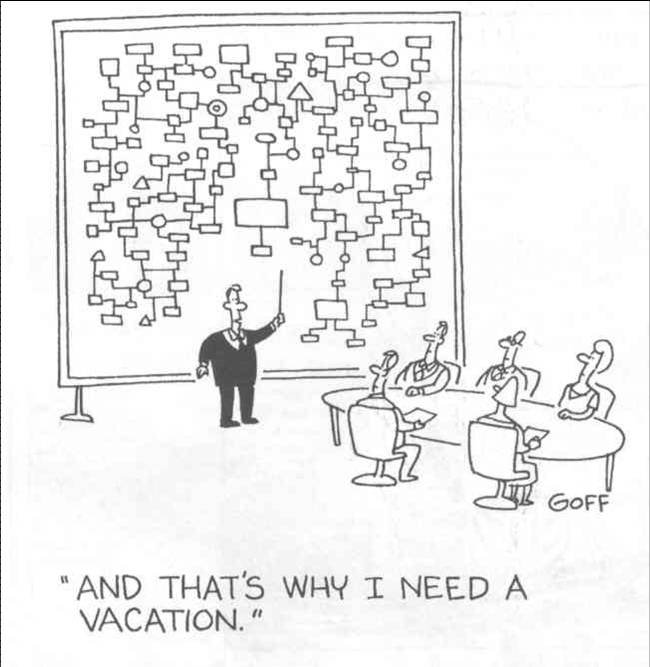 GOFF
"AND THAT'S WHY I NEED A
VACATION."